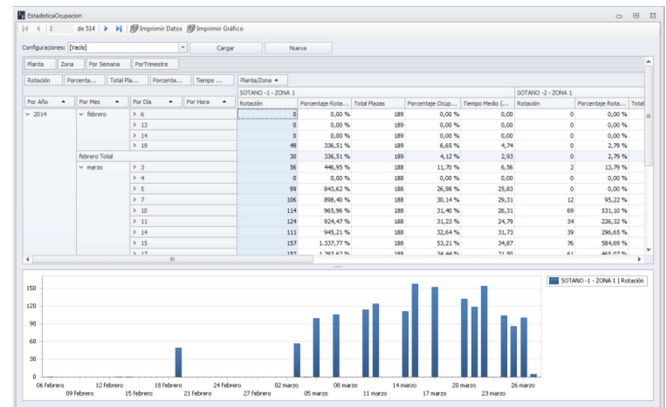 EstadisticaOcupacion
1 de 514 Imprimir Datos Imprimir Gráfico
Configuraciones: [Vacía] Cargar Nueva
Planta Zona Por Semana PorTrimestre
Rotación Porcenta... Total Pla... Porcenta... Tiempo ... Planta/Zona
SOTANO -1 - ZONA 1 SOTANO -2 - ZONA 1
Por Año Por Mes Por Día Por Hora Rotación Porcentaje Rota... Total Plazas Porcentaje Ocup... Tiempo Medio (... Rotación Porcentaje Rota... Total
2014 febrero 6 0 0,00 % 189 0,00 % 0,00 0 0,00 %
13 0 0,00 % 189 0,00 % 0,00 0 0,00 %
14 0 0,00 % 189 0,00 % 0,00 0 0,00 %
19 49 336,51 % 189 6,65 % 4,74 0 2,79 %
febrero Total 30 336,51 % 189 4,12 % 2,93 0 2,79 %
marzo 3 56 446,95 % 188 11,70 % 6,56 2 13,79 %
4 0 0,00 % 188 0,00 % 0,00 0 0,00 %
5 99 843,62 % 188 26,98 % 25,83 0 0,00 %
7 106 898,40 % 188 30,14 % 29,31 12 95,22 %
10 114 965,96 % 188 31,40 % 26,31 69 531,10 %
11 124 924,47 % 188 31,23 % 24,79 34 226,32 %
14 111 945,21 % 188 32,64 % 31,73 39 296,65 %
15 157 1.337,77 % 188 53,21 % 34,87 76 584,69 %
17 152 188
SOTANO -1 - ZONA 1 | Rotación
150
120
90
60
30
0
06 febrero 12 febrero 18 febrero 24 febrero 02 marzo 08 marzo 14 marzo 20 marzo 26 marzo
09 febrero 15 febrero 21 febrero 27 febrero 05 marzo 11 marzo 17 marzo 23 marzo